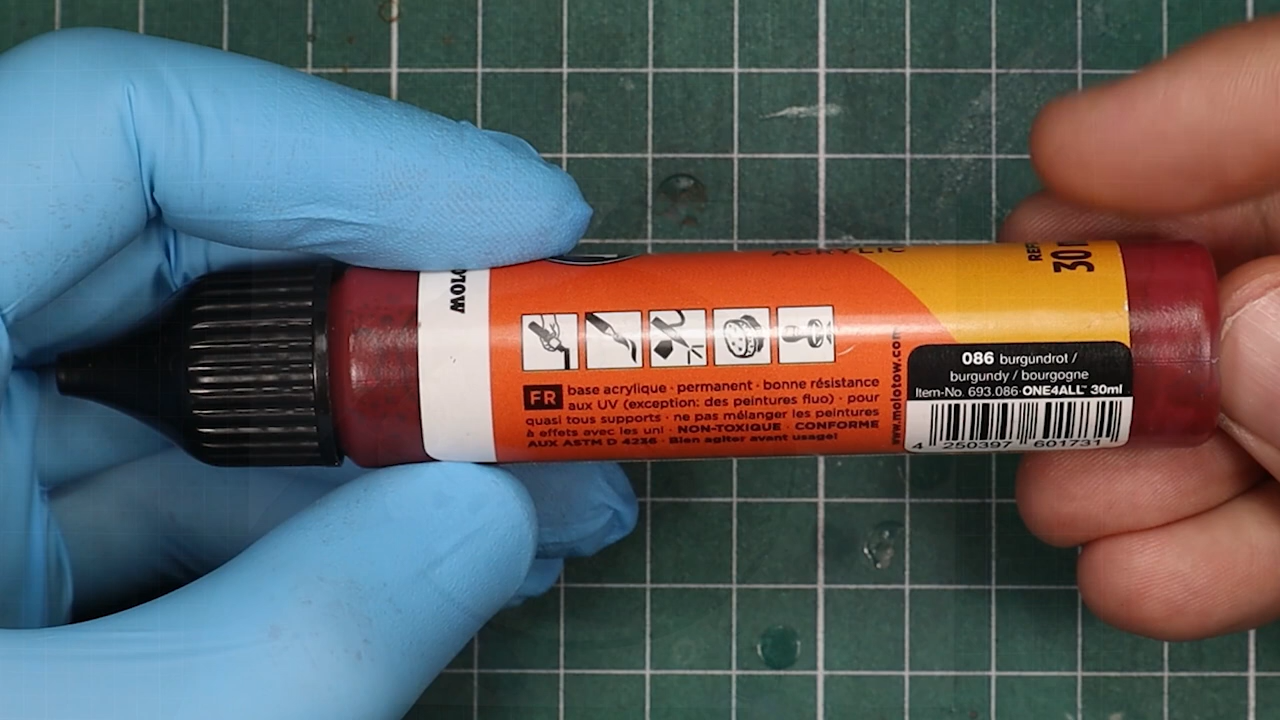 ACRYLIC
30
MOLO
FR base acrylique · permanent · bonne résistance
aux UV (exception: des peintures fluo) · pour
quasi tous supports · ne pas mélanger les peintures
à effets avec les uni · NON-TOXIQUE · CONFORME
AUX ASTM D 4236 · Bien agiter avant usage!
www.molotow.com
086 burgundrot /
burgundy / bourgogne
Item-No. 693.086·ONE4ALL™ 30ml
4 250397 601731